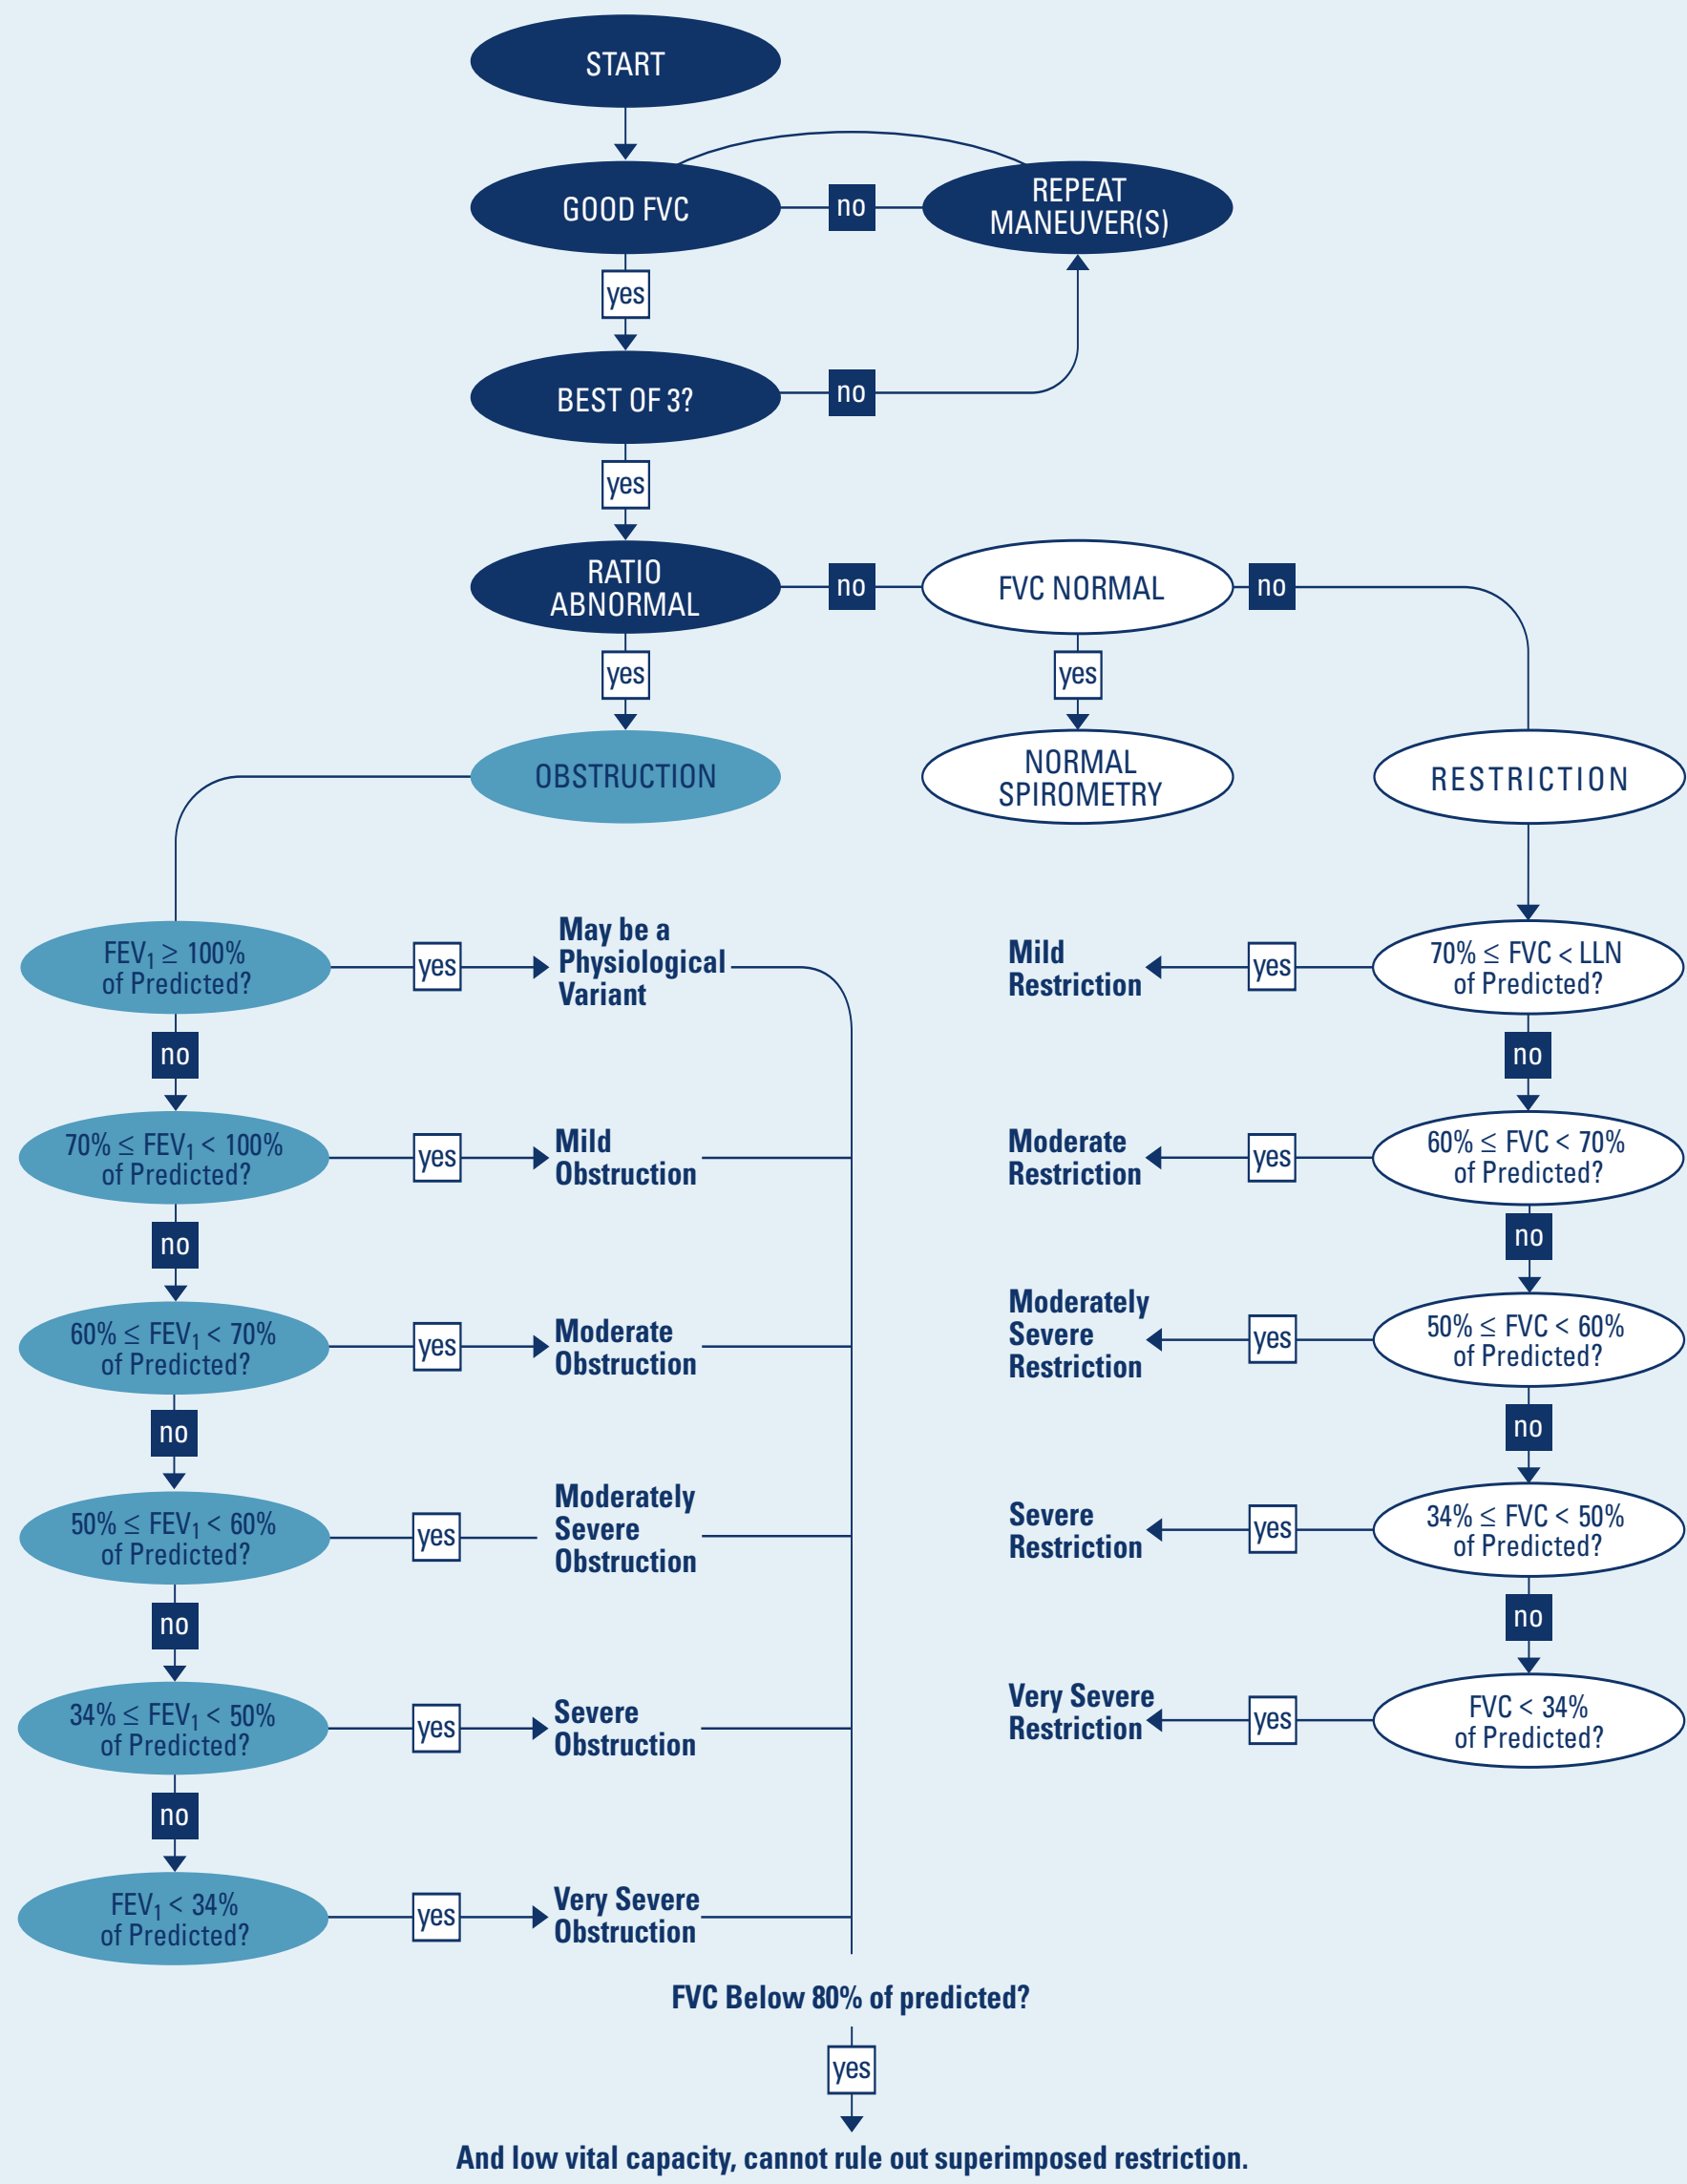 START
GOOD FVC
no
REPEAT
MANEUVER(S)
yes
BEST OF 3?
no
yes
RATIO
ABNORMAL
no
FVC NORMAL
no
yes
yes
OBSTRUCTION
NORMAL
SPIROMETRY
RESTRICTION
FEV₁ ≥ 100%
of Predicted?
yes
May be a
Physiological
Variant
no
70% ≤ FEV₁ < 100%
of Predicted?
yes
Mild
Obstruction
no
60% ≤ FEV₁ < 70%
of Predicted?
yes
Moderate
Obstruction
no
50% ≤ FEV₁ < 60%
of Predicted?
yes
Moderately
Severe
Obstruction
no
34% ≤ FEV₁ < 50%
of Predicted?
yes
Severe
Obstruction
no
FEV₁ < 34%
of Predicted?
yes
Very Severe
Obstruction
Mild
Restriction
yes
70% ≤ FVC < LLN
of Predicted?
no
Moderate
Restriction
yes
60% ≤ FVC < 70%
of Predicted?
no
Moderately
Severe
Restriction
yes
50% ≤ FVC < 60%
of Predicted?
no
Severe
Restriction
yes
34% ≤ FVC < 50%
of Predicted?
no
Very Severe
Restriction
yes
FVC < 34%
of Predicted?
FVC Below 80% of predicted?
yes
And low vital capacity, cannot rule out superimposed restriction.